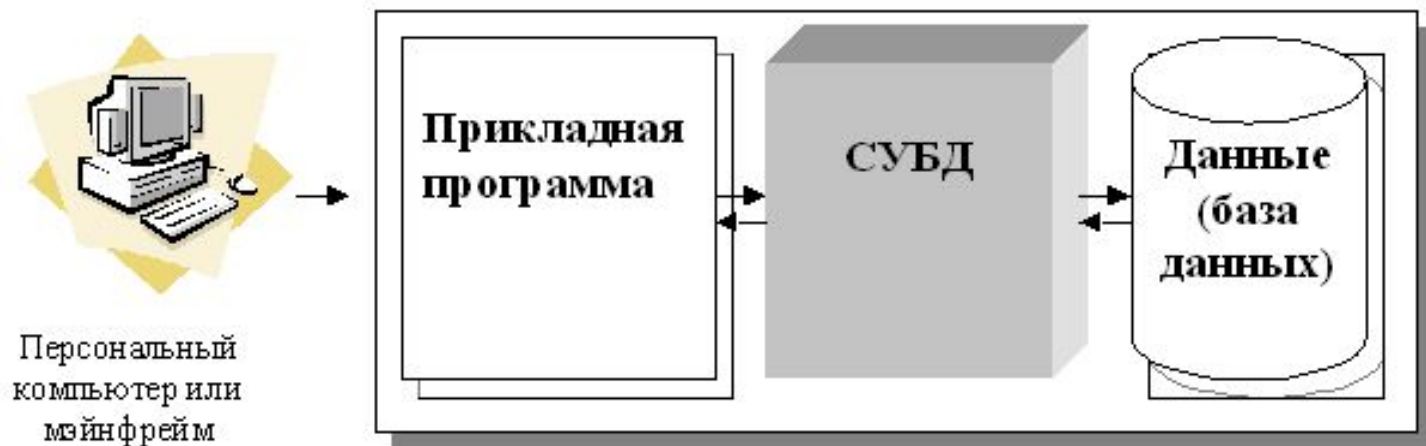 Прикладная
программа
СУБД
Данные
(база
данных)
Персональный
компьютер или
мэйнфрейм